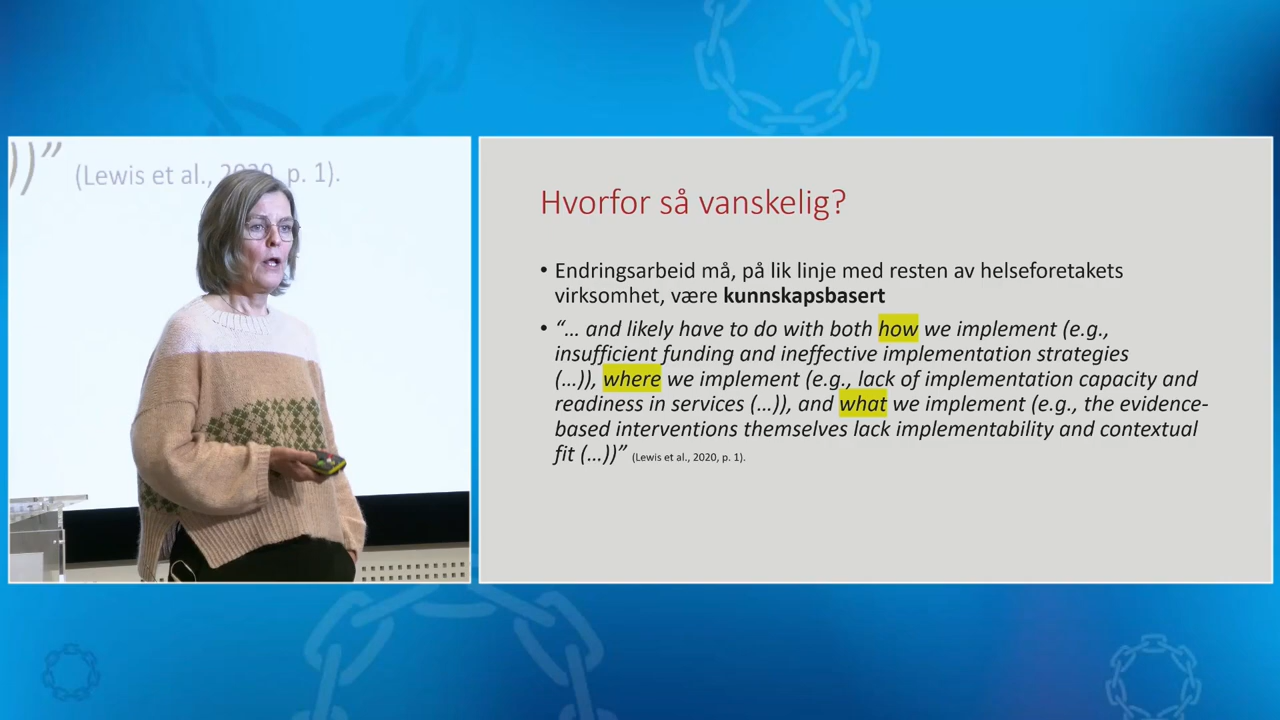 ))” (Lewis et al., 2020, p. 1).
Hvorfor så vanskelig?
• Endringsarbeid må, på lik linje med resten av helseforetakets
virksomhet, være kunnskapsbasert
• “… and likely have to do with both how we implement (e.g.,
insufficient funding and ineffective implementation strategies
(…)), where we implement (e.g., lack of implementation capacity and
readiness in services (…)), and what we implement (e.g., the evidence-
based interventions themselves lack implementability and contextual
fit (…))” (Lewis et al., 2020, p. 1).